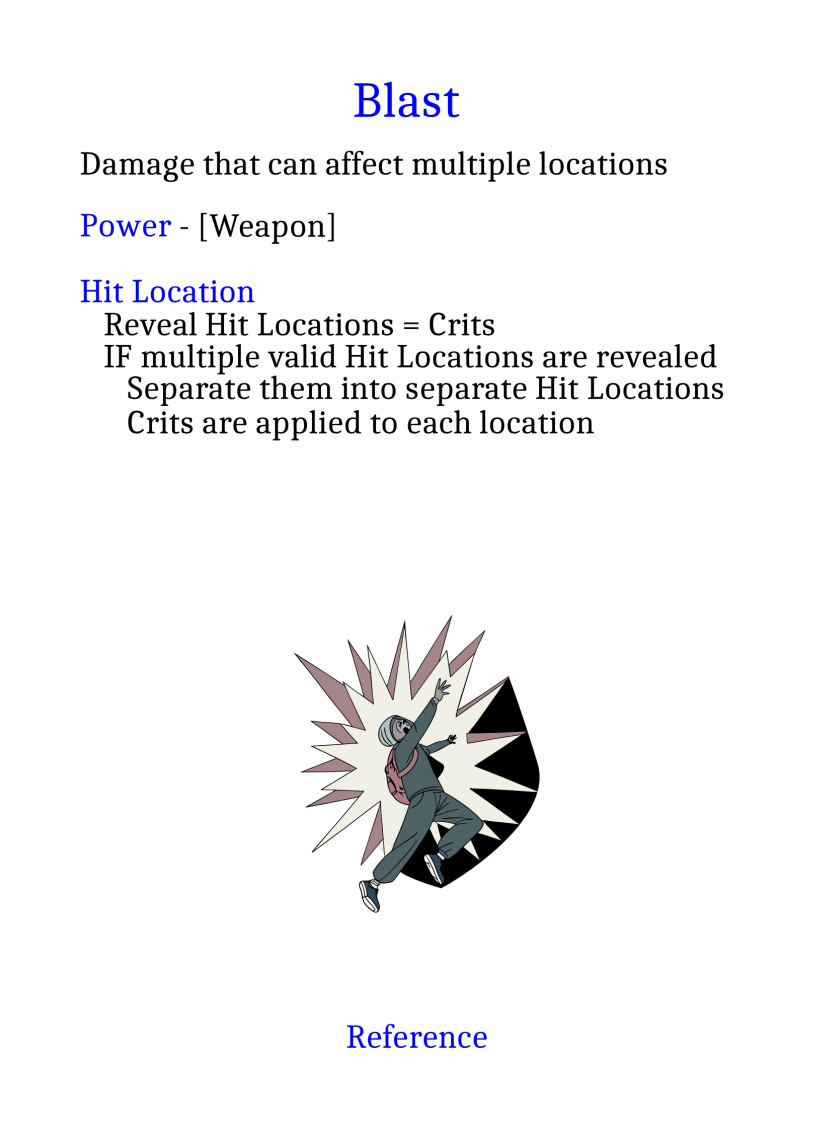 Blast
Damage that can affect multiple locations
Power - [Weapon]
Hit Location
Reveal Hit Locations = Crits
IF multiple valid Hit Locations are revealed
Separate them into separate Hit Locations
Crits are applied to each location
Reference